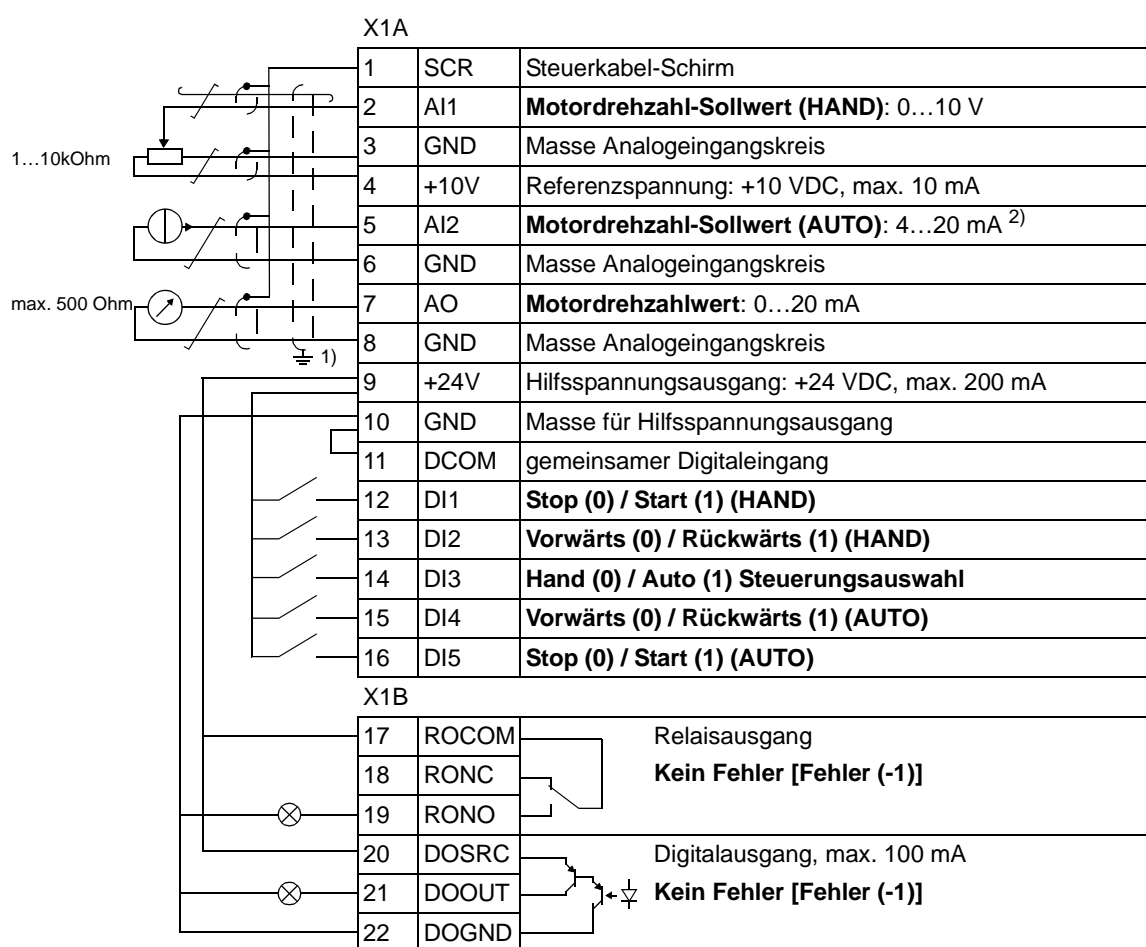 X1A
1 SCR Steuerkabel-Schirm
2 AI1 Motordrehzahl-Sollwert (HAND): 0…10 V
1…10kOhm
3 GND Masse Analogeingangskreis
4 +10V Referenzspannung: +10 VDC, max. 10 mA
5 AI2 Motordrehzahl-Sollwert (AUTO): 4…20 mA 2)
6 GND Masse Analogeingangskreis
max. 500 Ohm
7 AO Motordrehzahlwert: 0…20 mA
8 GND Masse Analogeingangskreis
1)
9 +24V Hilfsspannungsausgang: +24 VDC, max. 200 mA
10 GND Masse für Hilfsspannungsausgang
11 DCOM gemeinsamer Digitaleingang
12 DI1 Stop (0) / Start (1) (HAND)
13 DI2 Vorwärts (0) / Rückwärts (1) (HAND)
14 DI3 Hand (0) / Auto (1) Steuerungsauswahl
15 DI4 Vorwärts (0) / Rückwärts (1) (AUTO)
16 DI5 Stop (0) / Start (1) (AUTO)
X1B
17 ROCOM Relaisausgang
18 RONC Kein Fehler [Fehler (-1)]
19 RONO
20 DOSRC Digitalausgang, max. 100 mA
21 DOOUT Kein Fehler [Fehler (-1)]
22 DOGND